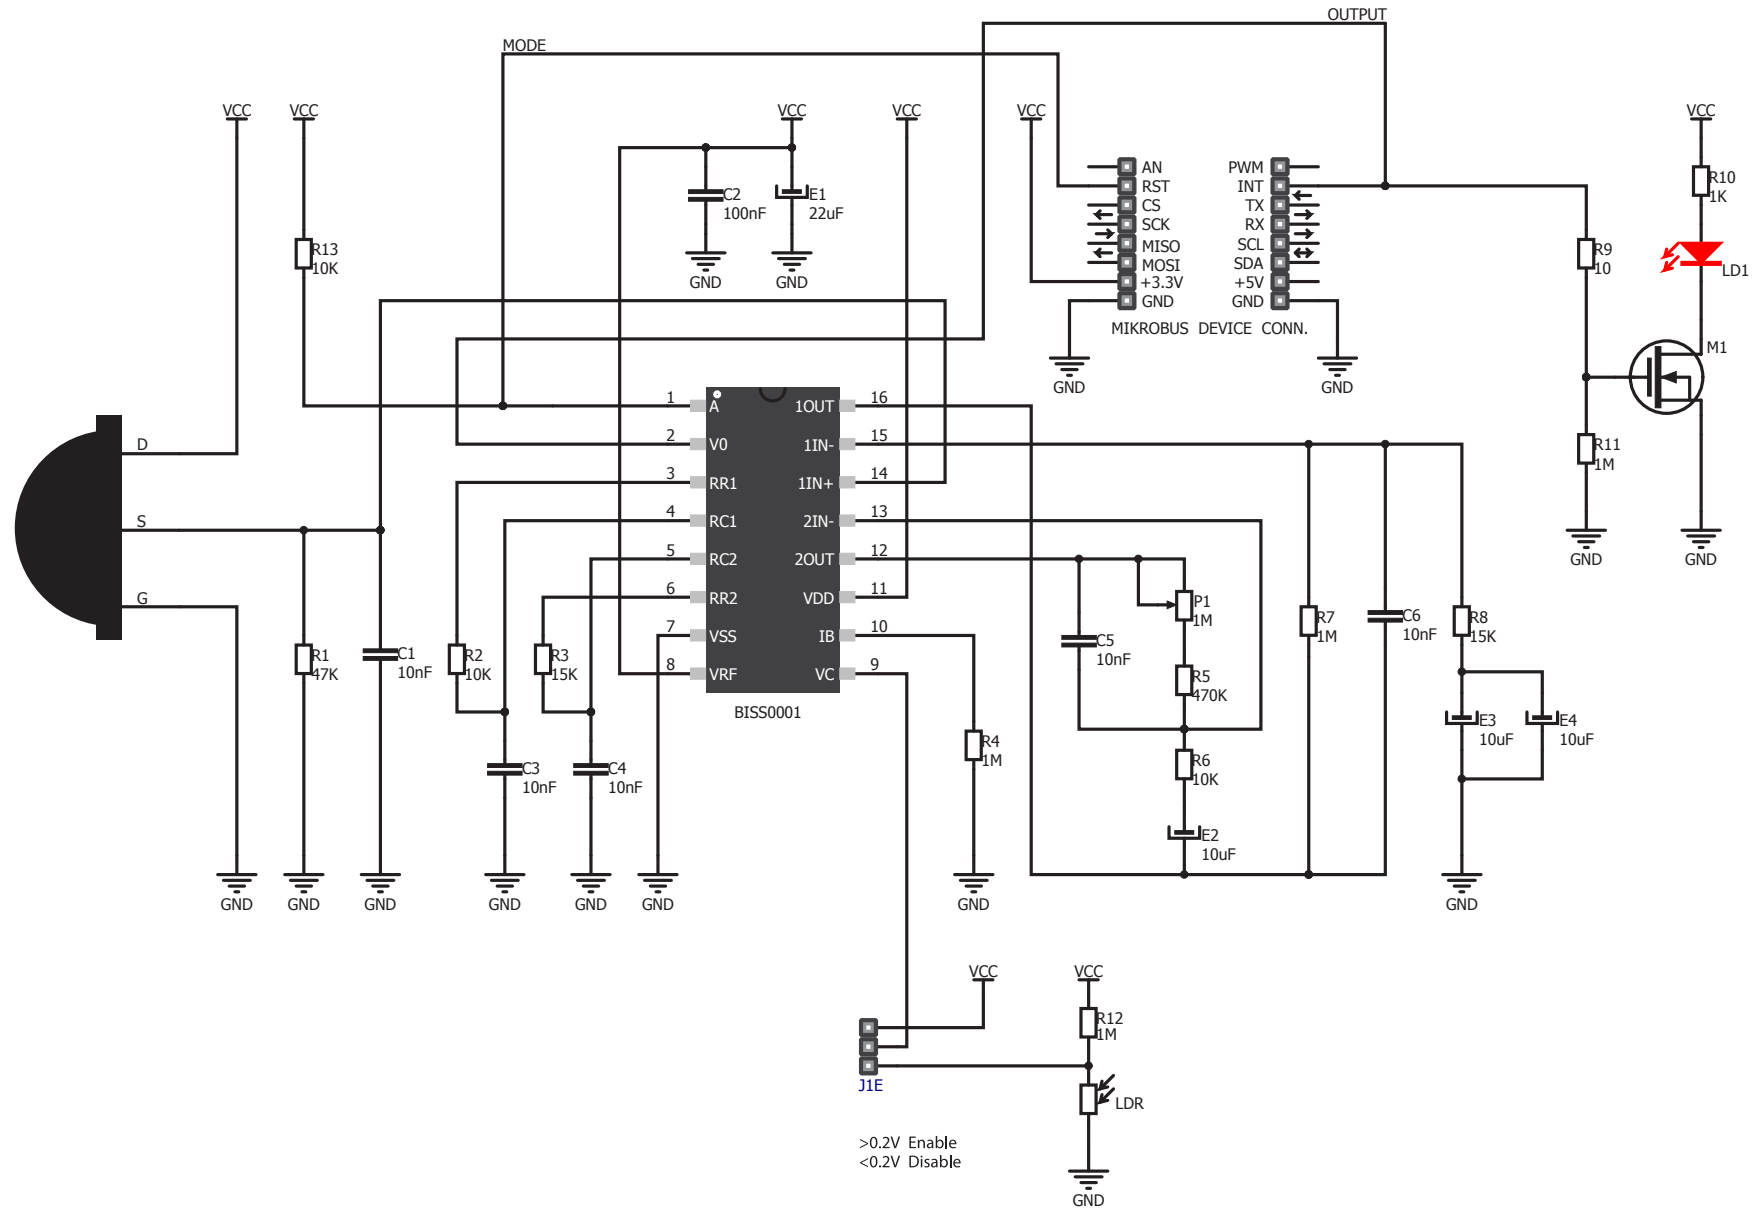 OUTPUT
MODE
VCC VCC VCC VCC VCC VCC
AN PWM
RST INT
CS TX
SCK RX
MISO SCL
MOSI SDA
+3.3V +5V
GND GND
MIKROBUS DEVICE CONN.
GND GND
C2
100nF
E1
22uF
GND GND
R13
10K
R10
1K
R9
10
LD1
M1
R11
1M
GND GND
D
S
G
1 A 1OUT 16
2 V0 1IN- 15
3 RR1 1IN+ 14
4 RC1 2IN- 13
5 RC2 2OUT 12
6 RR2 VDD 11
7 VSS IB 10
8 VRF VC 9
BISS0001
R1
47K
C1
10nF
R2
10K
R3
15K
C3
10nF
C4
10nF
R4
1M
C5
10nF
P1
1M
R5
470K
R6
10K
E2
10uF
R7
1M
C6
10nF
R8
15K
E3
10uF
E4
10uF
GND GND GND GND GND GND GND GND
VCC VCC
R12
1M
J1E
LDR
>0.2V Enable
<0.2V Disable
GND